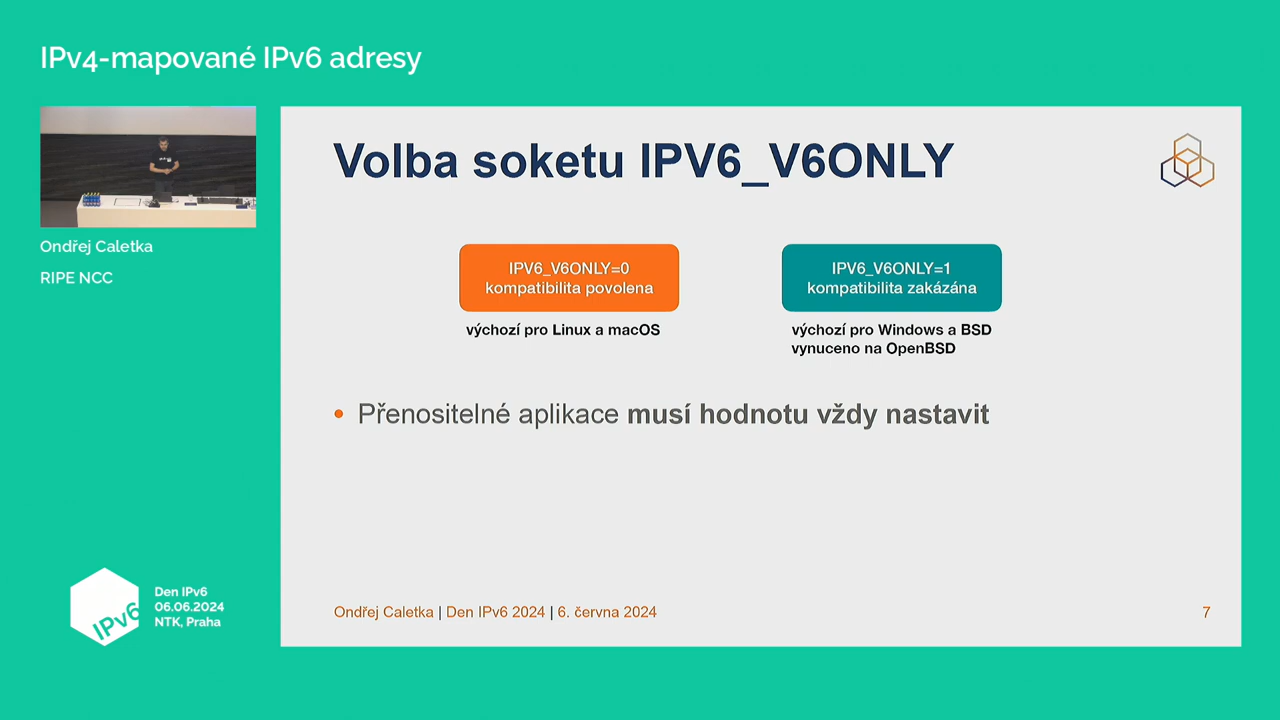 IPv4-mapované IPv6 adresy
Ondřej Caletka
RIPE NCC
Volba soketu IPV6_V6ONLY
IPV6_V6ONLY=0
kompatibilita povolena
výchozí pro Linux a macOS
IPV6_V6ONLY=1
kompatibilita zakázána
výchozí pro Windows a BSD
vynuceno na OpenBSD
• Přenositelné aplikace musí hodnotu vždy nastavit
Ondřej Caletka | Den IPv6 2024 | 6. června 2024
7
IPv6
Den IPv6
06.06.2024
NTK, Praha